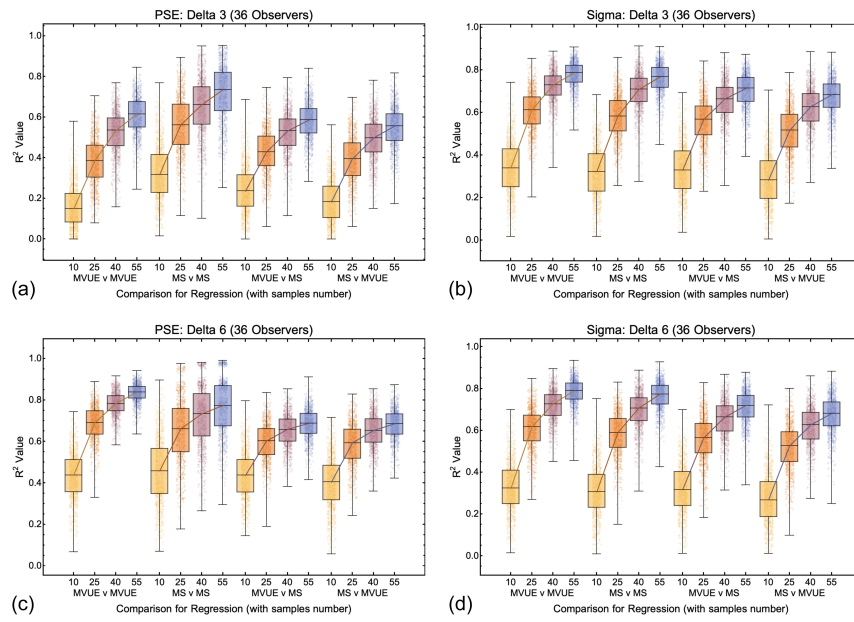 PSE: Delta 3 (36 Observers)
1.0
0.8
0.6
0.4
0.2
0.0
R² Value
10 25 40 55 10 25 40 55 10 25 40 55 10 25 40 55
MVUE v MVUE MS v MS MVUE v MS MS v MVUE
Comparison for Regression (with samples number)
(a)
Sigma: Delta 3 (36 Observers)
1.0
0.8
0.6
0.4
0.2
0.0
R² Value
10 25 40 55 10 25 40 55 10 25 40 55 10 25 40 55
MVUE v MVUE MS v MS MVUE v MS MS v MVUE
Comparison for Regression (with samples number)
(b)
PSE: Delta 6 (36 Observers)
1.0
0.8
0.6
0.4
0.2
0.0
R² Value
10 25 40 55 10 25 40 55 10 25 40 55 10 25 40 55
MVUE v MVUE MS v MS MVUE v MS MS v MVUE
Comparison for Regression (with samples number)
(c)
Sigma: Delta 6 (36 Observers)
1.0
0.8
0.6
0.4
0.2
0.0
R² Value
10 25 40 55 10 25 40 55 10 25 40 55 10 25 40 55
MVUE v MVUE MS v MS MVUE v MS MS v MVUE
Comparison for Regression (with samples number)
(d)